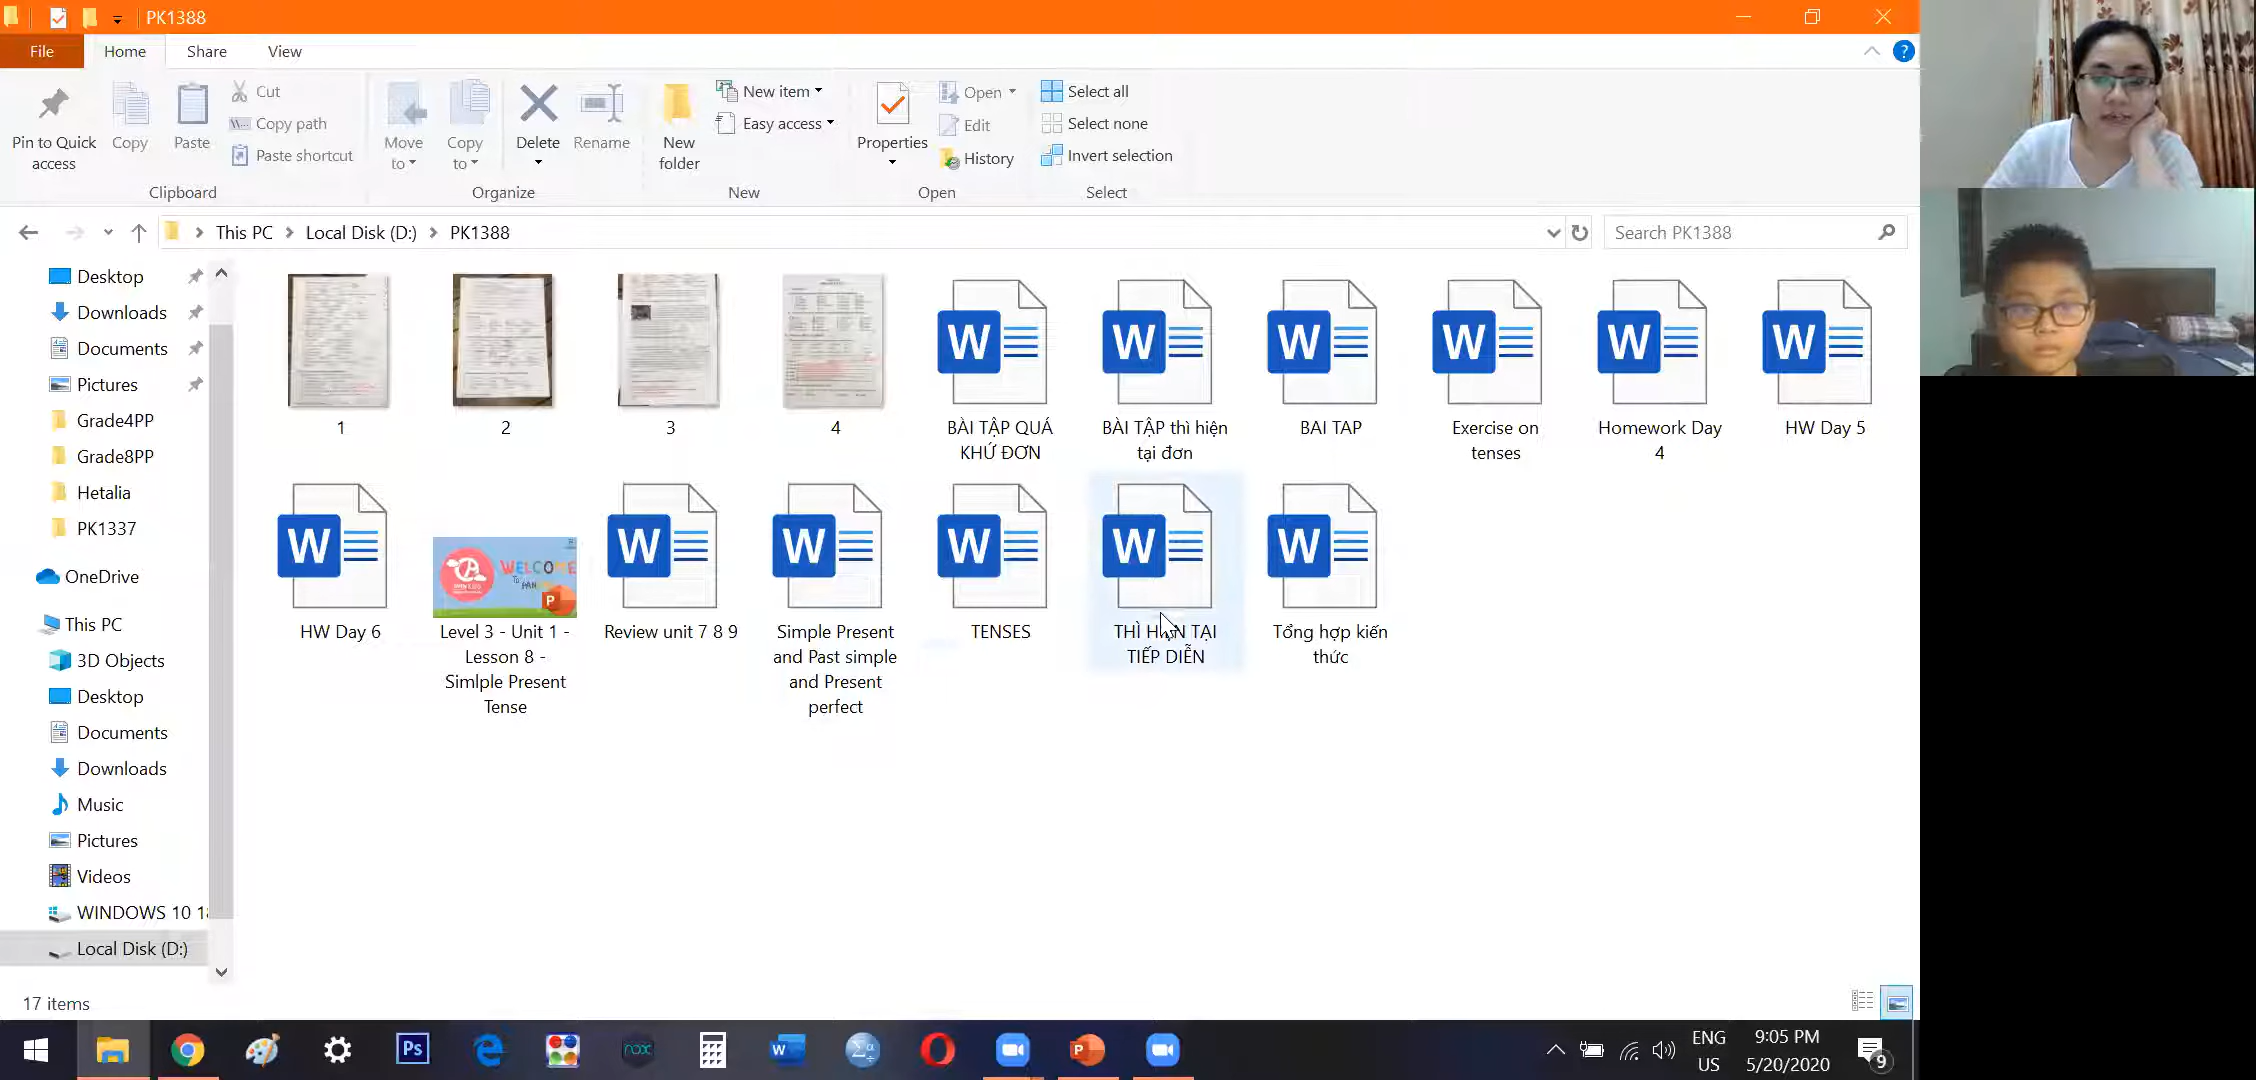 PK1388
File
Home
Share
View
Pin to Quick access
Copy
Paste
Cut
Copy path
Paste shortcut
Clipboard
Move to
Copy to
Delete
Rename
Organize
New folder
New item
Easy access
New
Properties
Open
Edit
History
Open
Select all
Select none
Invert selection
Select
This PC
Local Disk (D:)
PK1388
Search PK1388
Desktop
Downloads
Documents
Pictures
Grade4PP
Grade8PP
Hetalia
PK1337
OneDrive
This PC
3D Objects
Desktop
Documents
Downloads
Music
Pictures
Videos
WINDOWS 10
Local Disk (D:)
1
2
3
4
BÀI TẬP QUÁ
KHỨ ĐƠN
BÀI TẬP thì hiện
tại đơn
BAI TAP
Exercise on
tenses
Homework Day
4
HW Day 5
HW Day 6
WELCOME
Level 3 - Unit 1 -
Lesson 8 -
Simlple Present
Tense
Review unit 7 8 9
Simple Present
and Past simple
and Present
perfect
TENSES
THÌ TẠI
TIẾP DIỄN
Tổng hợp kiến
thức
17 items
Ps
nox
ENG
US
9:05 PM
5/20/2020
9